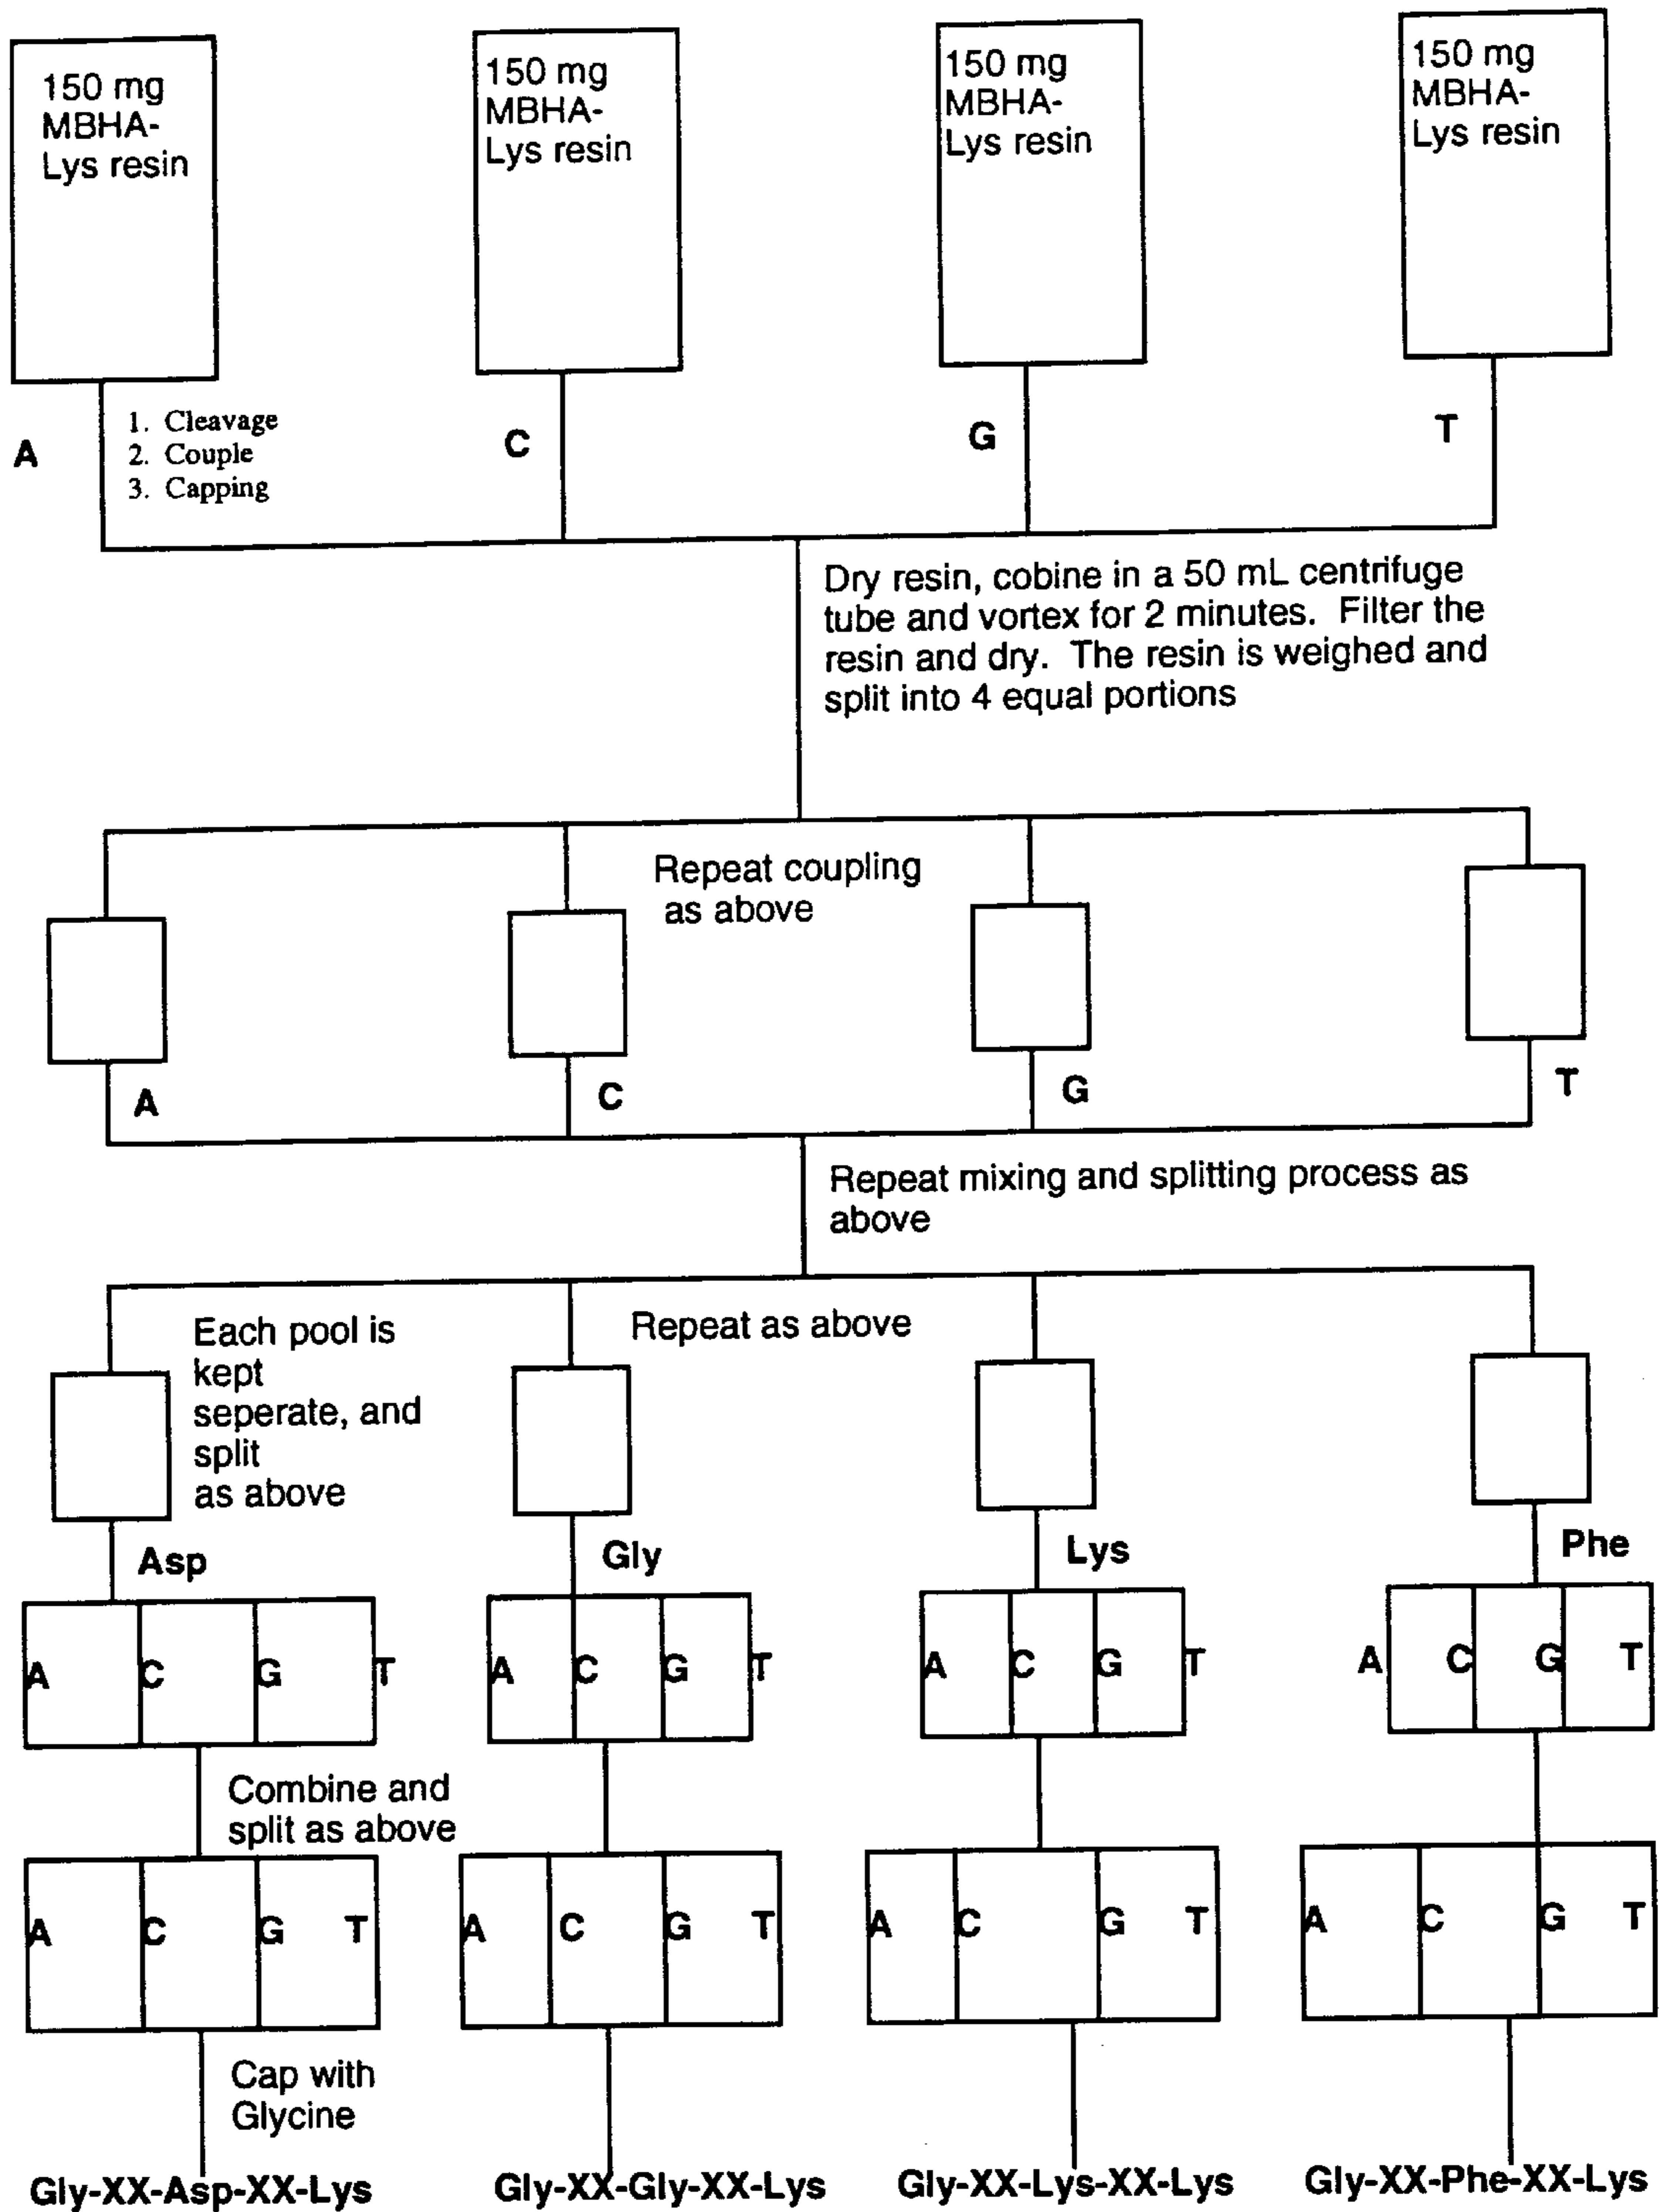 150 mg
MBHA-
Lys resin
150 mg
MBHA-
Lys resin
150 mg
MBHA-
Lys resin
150 mg
MBHA-
Lys resin
A
1. Cleavage
2. Couple
3. Capping
C
G
T
Dry resin, cobine in a 50 mL centrifuge
tube and vortex for 2 minutes. Filter the
resin and dry. The resin is weighed and
split into 4 equal portions
Repeat coupling
as above
A
C
G
T
Repeat mixing and splitting process as
above
Each pool is
kept
seperate, and
split
as above
Repeat as above
Asp
Gly
Lys
Phe
A C G T
A C G T
A C G T
A C G T
Combine and
split as above
A C G T
A C G T
A C G T
A C G T
Cap with
Glycine
Gly-XX-Asp-XX-Lys
Gly-XX-Gly-XX-Lys
Gly-XX-Lys-XX-Lys
Gly-XX-Phe-XX-Lys